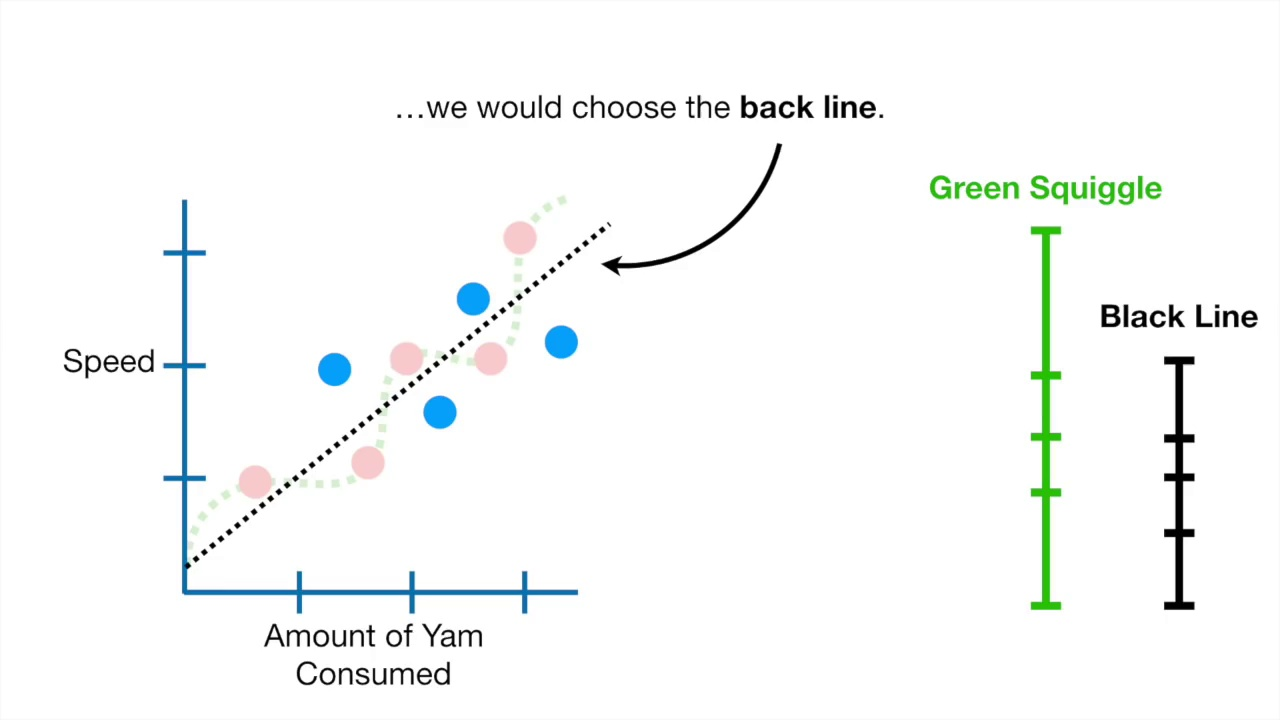 …we would choose the back line.
Green Squiggle
Black Line
Speed
Amount of Yam
Consumed